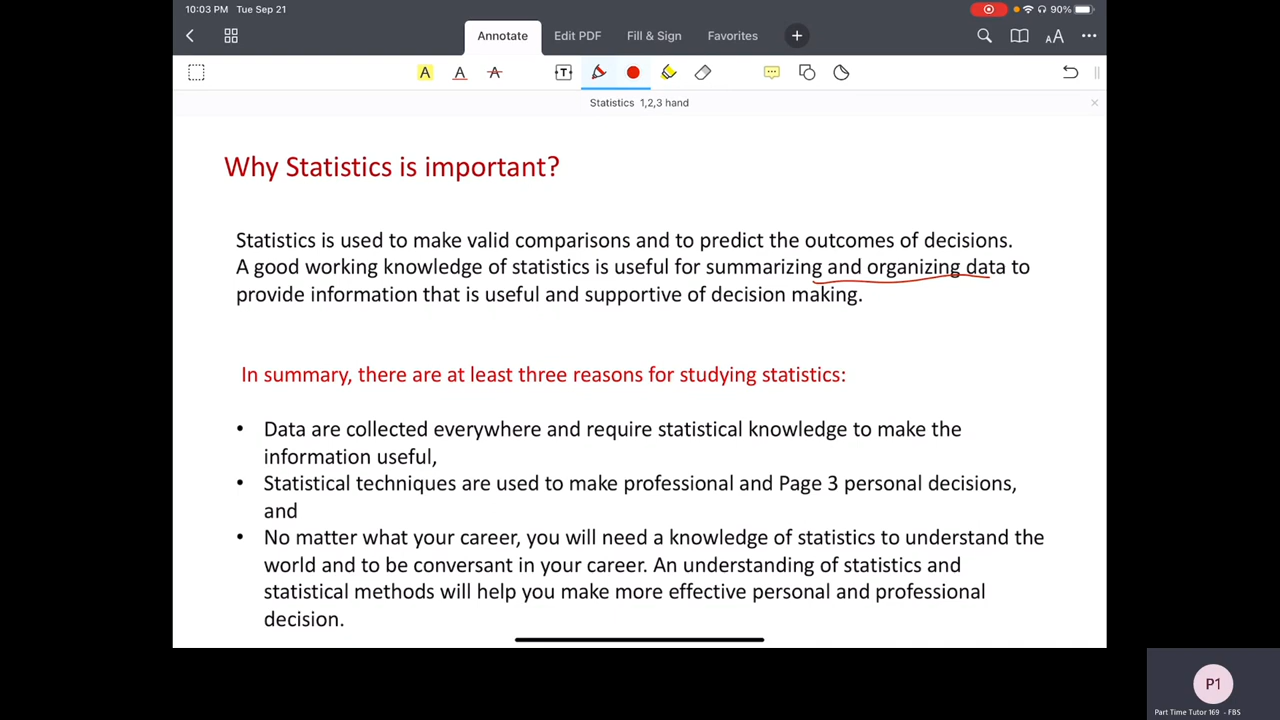 10:03 PM Tue Sep 21
90%
Annotate Edit PDF Fill & Sign Favorites
AA
A A A T
Statistics 1,2,3 hand
Why Statistics is important?
Statistics is used to make valid comparisons and to predict the outcomes of decisions.
A good working knowledge of statistics is useful for summarizing and organizing data to
provide information that is useful and supportive of decision making.
In summary, there are at least three reasons for studying statistics:
• Data are collected everywhere and require statistical knowledge to make the
information useful,
• Statistical techniques are used to make professional and Page 3 personal decisions,
and
• No matter what your career, you will need a knowledge of statistics to understand the
world and to be conversant in your career. An understanding of statistics and
statistical methods will help you make more effective personal and professional
decision.
P1
Part Time Tutor 169 - FBS